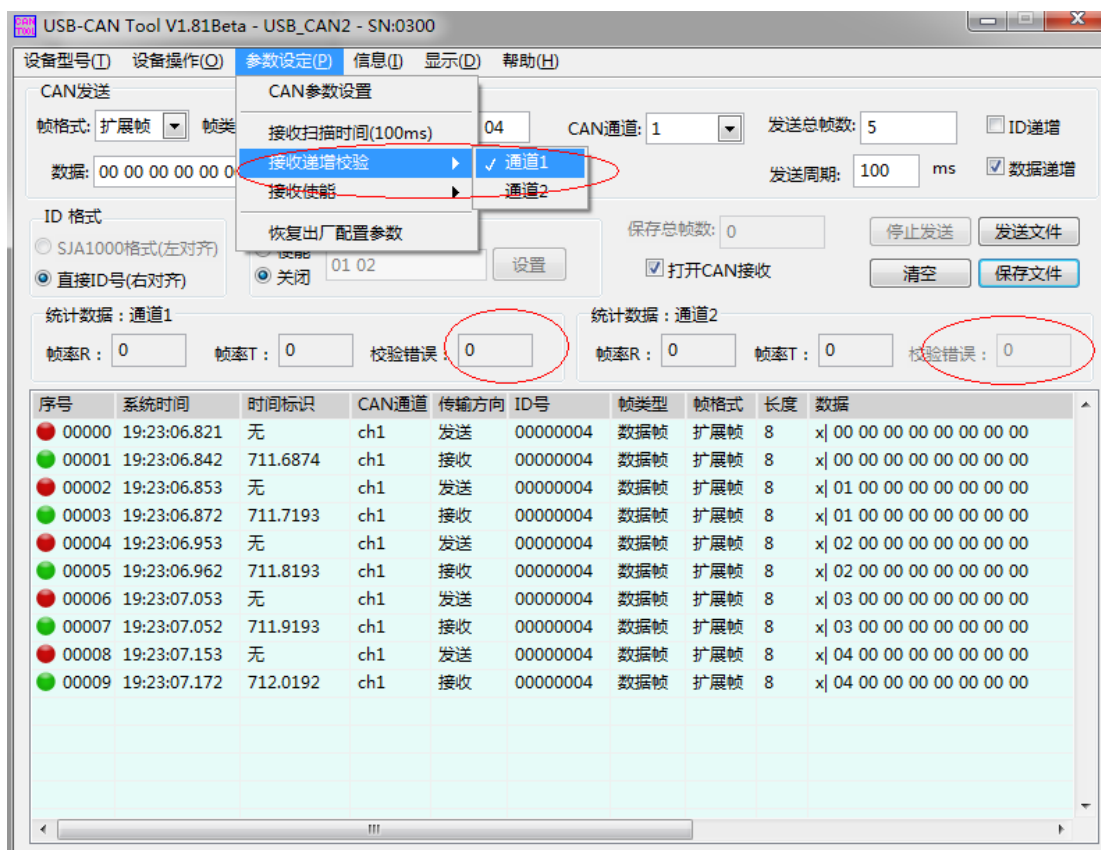 USB-CAN Tool V1.81Beta - USB_CAN2 - SN:0300
设备型号(T) 设备操作(O) 参数设定(P) 信息(I) 显示(D) 帮助(H)
CAN发送
CAN参数设置
帧格式: 扩展帧 帧类 04 CAN通道: 1 发送总帧数: 5 ID递增
接收扫描时间(100ms)
接收递增校验 ✓ 通道1
数据: 00 00 00 00 00 0 发送周期: 100 ms 数据递增
接收使能 通道2
ID 格式
恢复出厂配置参数
保存总帧数: 0 停止发送 发送文件
SJA1000格式(左对齐) 使能
直接ID号(右对齐) 关闭 01 02 设置 打开CAN接收 清空 保存文件
统计数据：通道1 统计数据：通道2
帧率R： 0 帧率T： 0 校验错误： 0 帧率R： 0 帧率T： 0 校验错误： 0
序号 系统时间 时间标识 CAN通道 传输方向 ID号 帧类型 帧格式 长度 数据
00000 19:23:06.821 无 ch1 发送 00000004 数据帧 扩展帧 8 x| 00 00 00 00 00 00 00 00
00001 19:23:06.842 711.6874 ch1 接收 00000004 数据帧 扩展帧 8 x| 00 00 00 00 00 00 00 00
00002 19:23:06.853 无 ch1 发送 00000004 数据帧 扩展帧 8 x| 01 00 00 00 00 00 00 00
00003 19:23:06.872 711.7193 ch1 接收 00000004 数据帧 扩展帧 8 x| 01 00 00 00 00 00 00 00
00004 19:23:06.953 无 ch1 发送 00000004 数据帧 扩展帧 8 x| 02 00 00 00 00 00 00 00
00005 19:23:06.962 711.8193 ch1 接收 00000004 数据帧 扩展帧 8 x| 02 00 00 00 00 00 00 00
00006 19:23:07.053 无 ch1 发送 00000004 数据帧 扩展帧 8 x| 03 00 00 00 00 00 00 00
00007 19:23:07.052 711.9193 ch1 接收 00000004 数据帧 扩展帧 8 x| 03 00 00 00 00 00 00 00
00008 19:23:07.153 无 ch1 发送 00000004 数据帧 扩展帧 8 x| 04 00 00 00 00 00 00 00
00009 19:23:07.172 712.0192 ch1 接收 00000004 数据帧 扩展帧 8 x| 04 00 00 00 00 00 00 00